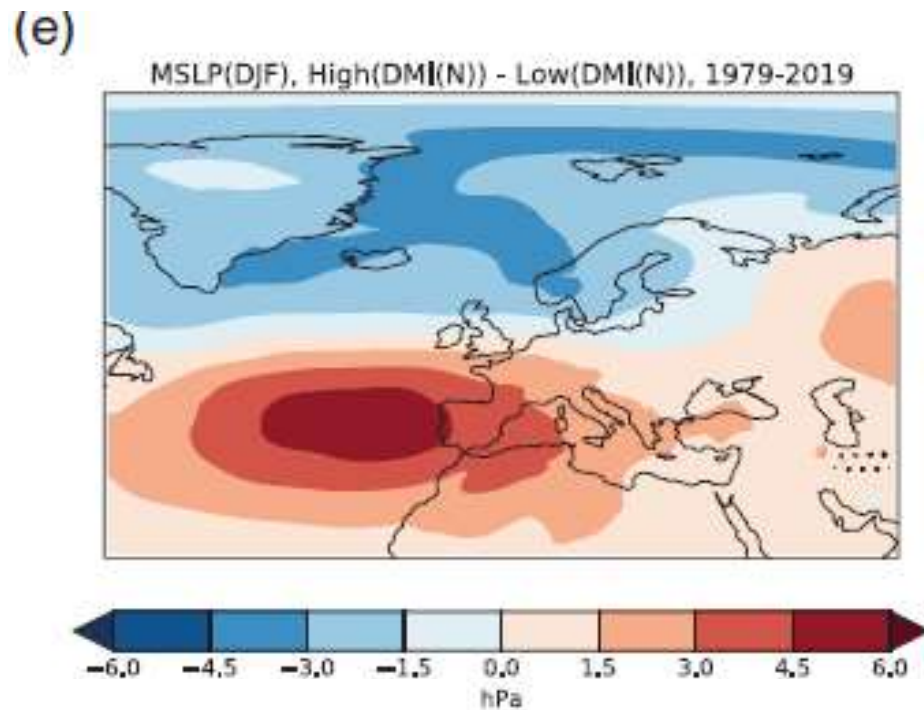 (e)
MSLP(DJF), High(DMI(N)) - Low(DMI(N)), 1979-2019
−6.0 −4.5 −3.0 −1.5 0.0 1.5 3.0 4.5 6.0
hPa